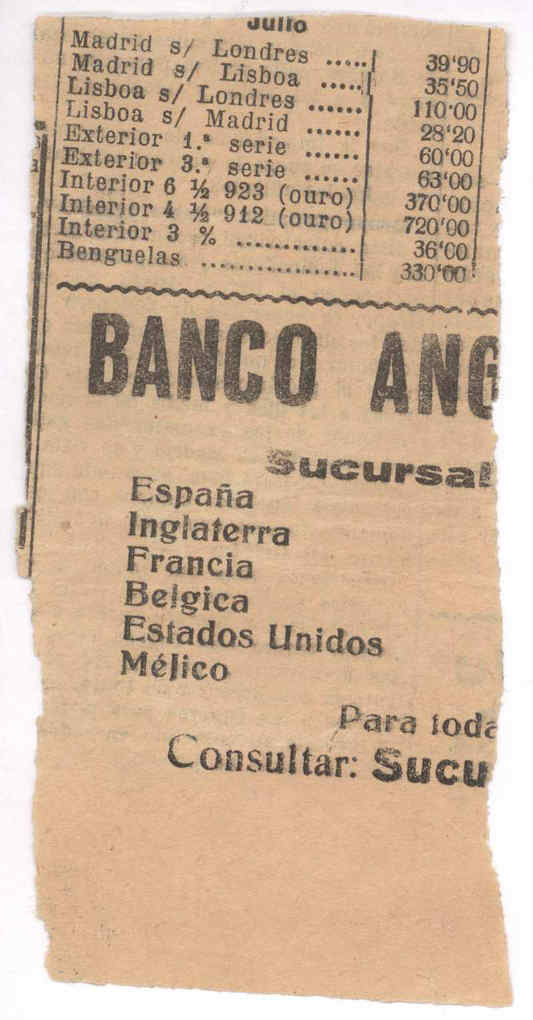 Julio
Madrid s/ Londres ..... 39'90
Madrid s/ Lisboa ..... 35'50
Lisboa s/ Londres ...... 110'00
Lisboa s/ Madrid ...... 28'20
Exterior 1.ª serie ...... 60'00
Exterior 3.ª serie ...... 63'00
Interior 6 ½ 923 (ouro) 370'00
Interior 4 ½ 912 (ouro) 720'00
Interior 3 % ............. 36'00
Benguelas ................. 330'00
BANCO ANG
Sucursal
España
Inglaterra
Francia
Belgica
Estados Unidos
Méjico
Para toda
Consultar: Sucu